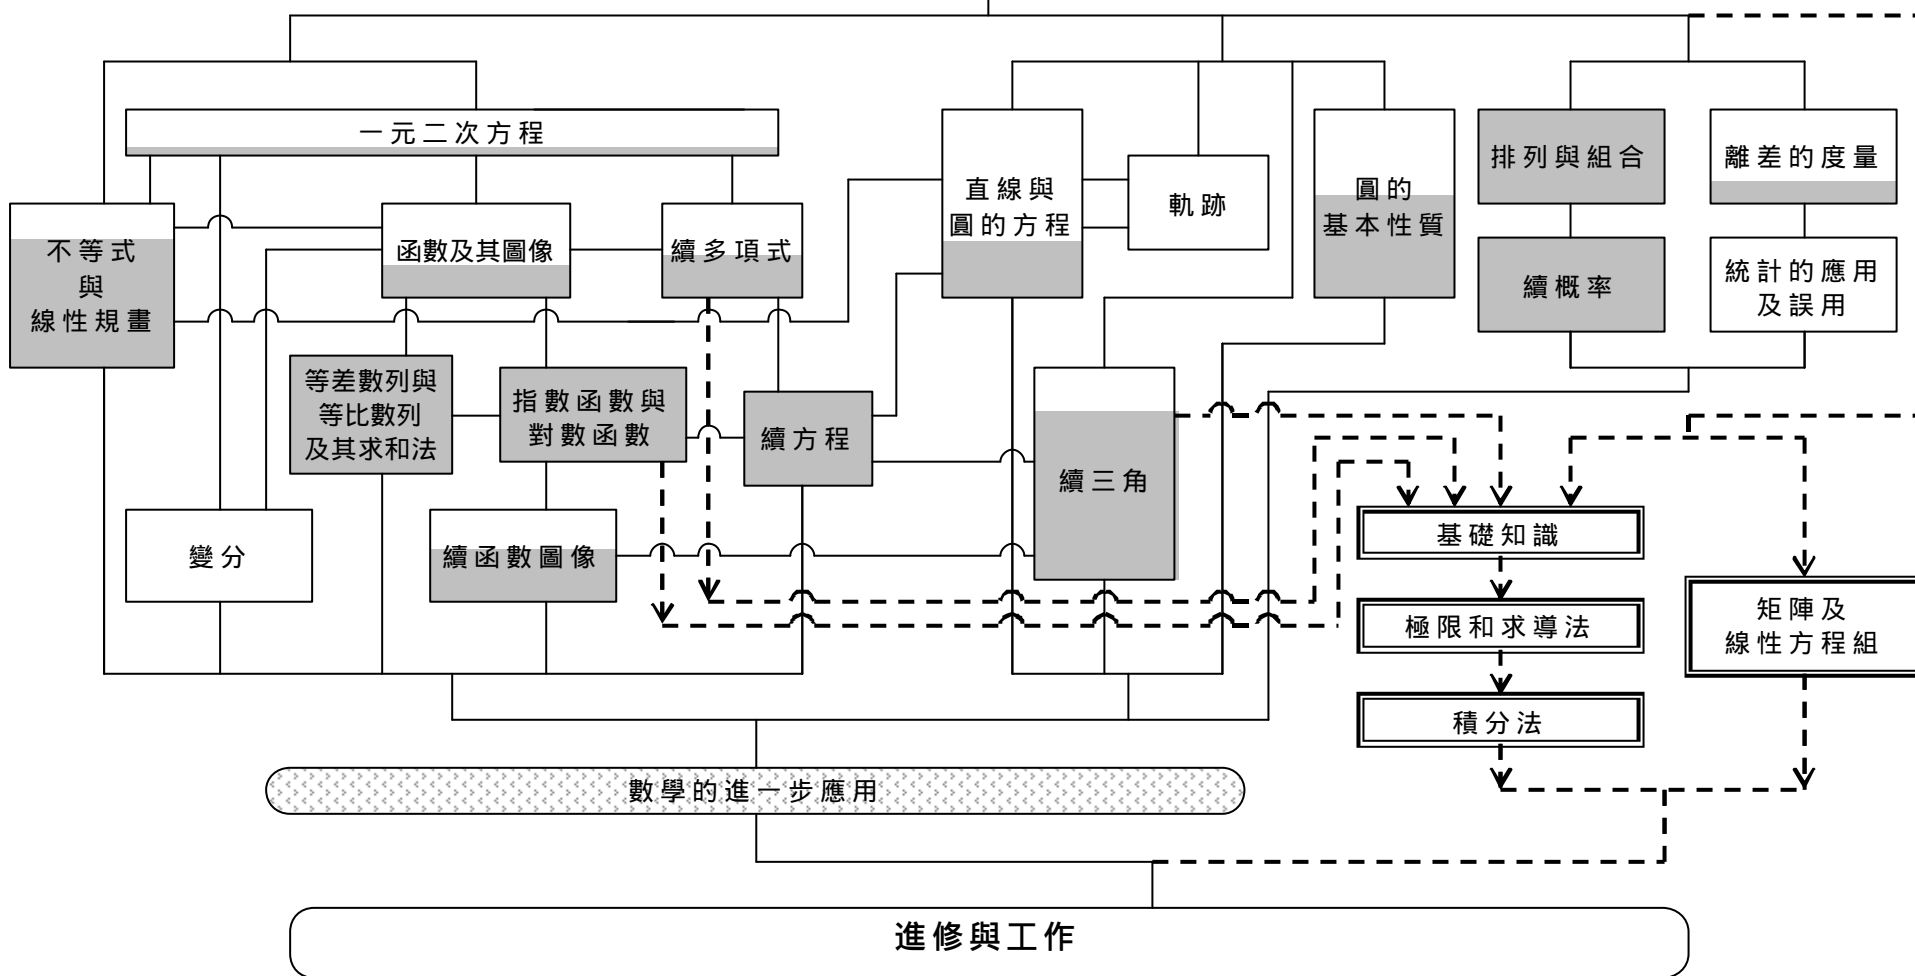 一元二次方程
不等式
與
線性規畫
函數及其圖像
續多項式
直線與
圓的方程
軌跡
圓的
基本性質
排列與組合
離差的度量
續概率
統計的應用
及誤用
等差數列與
等比數列
及其求和法
指數函數與
對數函數
續方程
續三角
變分
續函數圖像
基礎知識
極限和求導法
積分法
矩陣及
線性方程組
數學的進一步應用
進修與工作